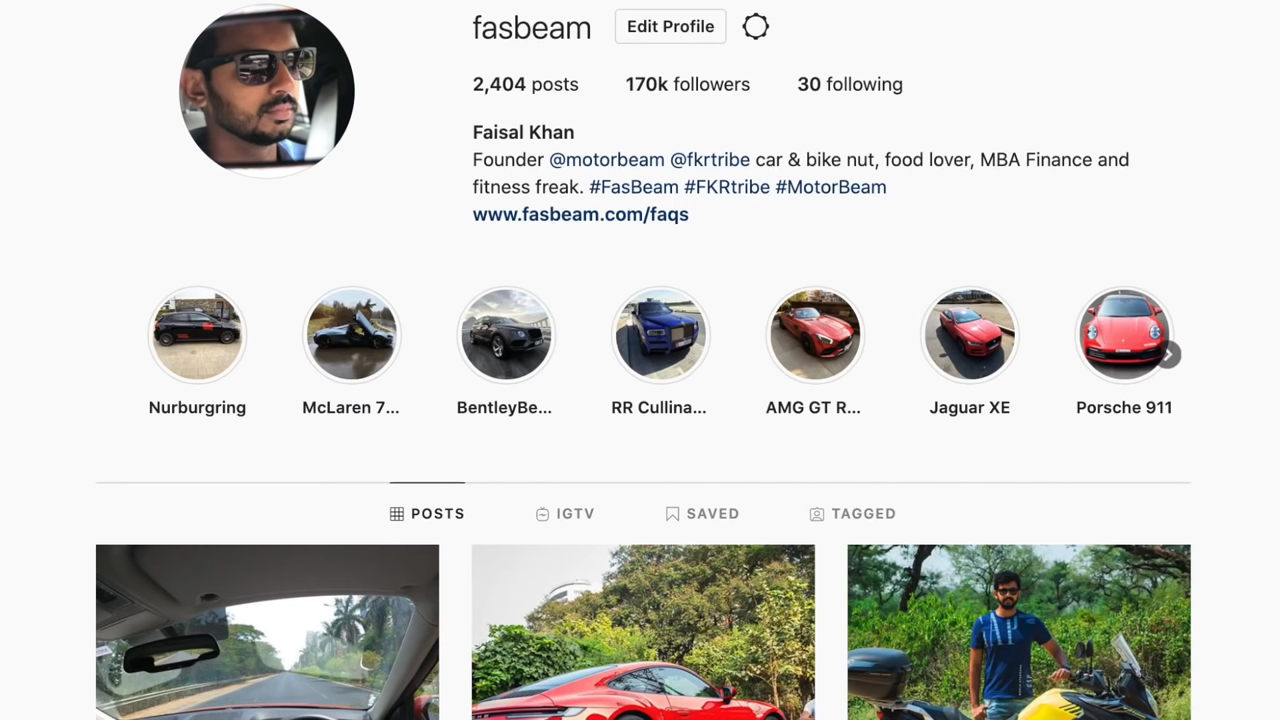 fasbeam Edit Profile
2,404 posts 170k followers 30 following
Faisal Khan
Founder @motorbeam @fkrtribe car & bike nut, food lover, MBA Finance and
fitness freak. #FasBeam #FKRtribe #MotorBeam
www.fasbeam.com/faqs
Nurburgring McLaren 7... BentleyBe... RR Cullina... AMG GT R... Jaguar XE Porsche 911
POSTS IGTV SAVED TAGGED